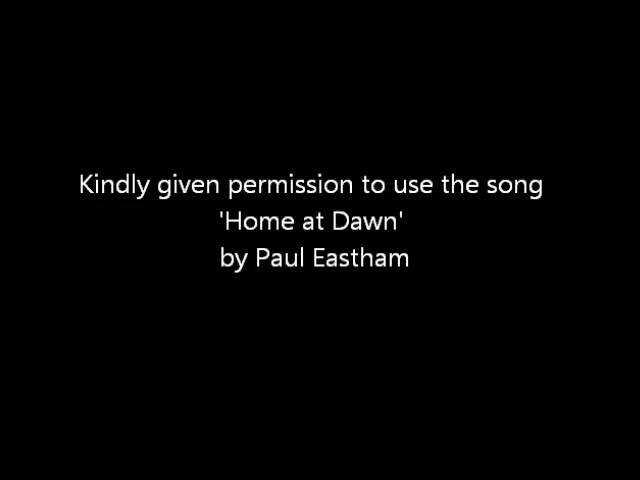 Kindly given permission to use the song
'Home at Dawn'
by Paul Eastham